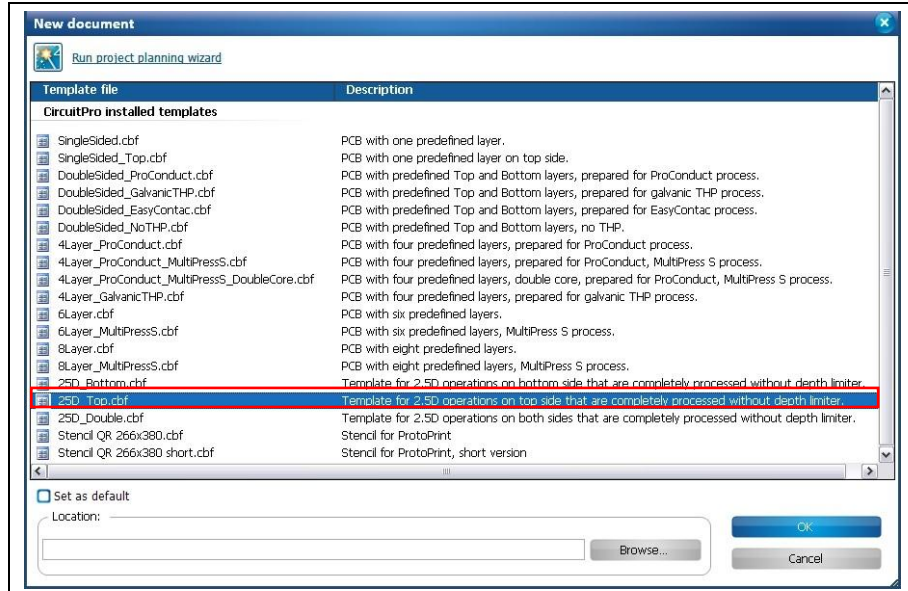 New document
Run project planning wizard
Template file Description
CircuitPro installed templates
SingleSided.cbf PCB with one predefined layer.
SingleSided_Top.cbf PCB with one predefined layer on top side.
DoubleSided_ProConduct.cbf PCB with predefined Top and Bottom layers, prepared for ProConduct process.
DoubleSided_GalvanicTHP.cbf PCB with predefined Top and Bottom layers, prepared for galvanic THP process.
DoubleSided_EasyContac.cbf PCB with predefined Top and Bottom layers, prepared for EasyContac process.
DoubleSided_NoTHP.cbf PCB with predefined Top and Bottom layers, no THP.
4Layer_ProConduct.cbf PCB with four predefined layers, prepared for ProConduct process.
4Layer_ProConduct_MultiPressS.cbf PCB with four predefined layers, prepared for ProConduct, MultiPress S process.
4Layer_ProConduct_MultiPressS_DoubleCore.cbf PCB with four predefined layers, double core, prepared for ProConduct, MultiPress S process.
4Layer_GalvanicTHP.cbf PCB with four predefined layers, prepared for galvanic THP process.
6Layer.cbf PCB with six predefined layers.
6Layer_MultiPressS.cbf PCB with six predefined layers, MultiPress S process.
8Layer.cbf PCB with eight predefined layers.
8Layer_MultiPressS.cbf PCB with eight predefined layers, MultiPress S process.
25D_Bottom.cbf Template for 2.5D operations on bottom side that are completely processed without depth limiter.
25D_Top.cbf Template for 2.5D operations on top side that are completely processed without depth limiter.
25D_Double.cbf Template for 2.5D operations on both sides that are completely processed without depth limiter.
Stencil QR 266x380.cbf Stencil for ProtoPrint
Stencil QR 266x380 short.cbf Stencil for ProtoPrint, short version
Set as default
Location:
OK
Browse...
Cancel